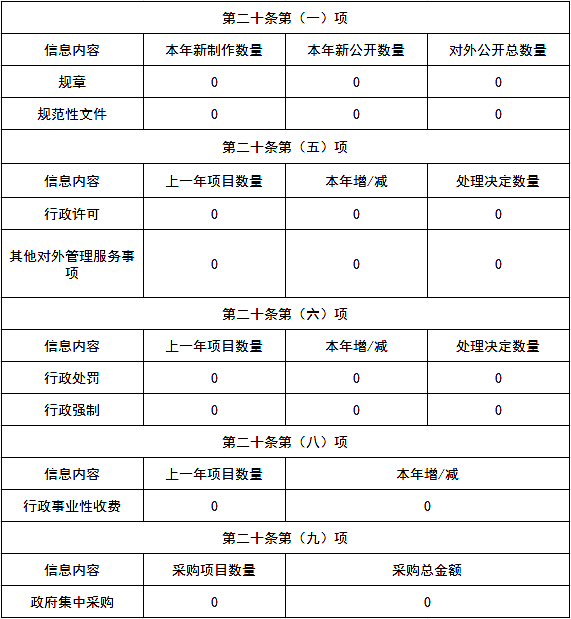 第二十条第（一）项
信息内容 本年新制作数量 本年新公开数量 对外公开总数量
规章 0 0 0
规范性文件 0 0 0
第二十条第（五）项
信息内容 上一年项目数量 本年增/减 处理决定数量
行政许可 0 0 0
其他对外管理服务事
项 0 0 0
第二十条第（六）项
信息内容 上一年项目数量 本年增/减 处理决定数量
行政处罚 0 0 0
行政强制 0 0 0
第二十条第（八）项
信息内容 上一年项目数量 本年增/减
行政事业性收费 0 0
第二十条第（九）项
信息内容 采购项目数量 采购总金额
政府集中采购 0 0